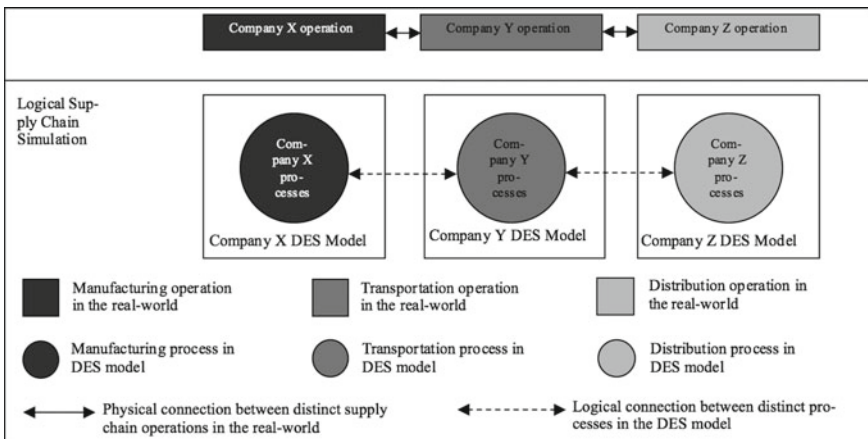 Company X operation
Company Y operation
Company Z operation
Logical Sup-
ply Chain
Simulation
Com-
pany X
pro-
cesses
Com-
pany Y
pro-
cesses
Com-
pany Z
pro-
cesses
Company X DES Model
Company Y DES Model
Company Z DES Model
Manufacturing operation
in the real-world
Transportation operation
in the real-world
Distribution operation in
the real-world
Manufacturing process in
DES model
Transportation process in
DES model
Distribution process in
DES model
Physical connection between distinct supply
chain operations in the real-world
Logical connection between distinct pro-
cesses in the DES model